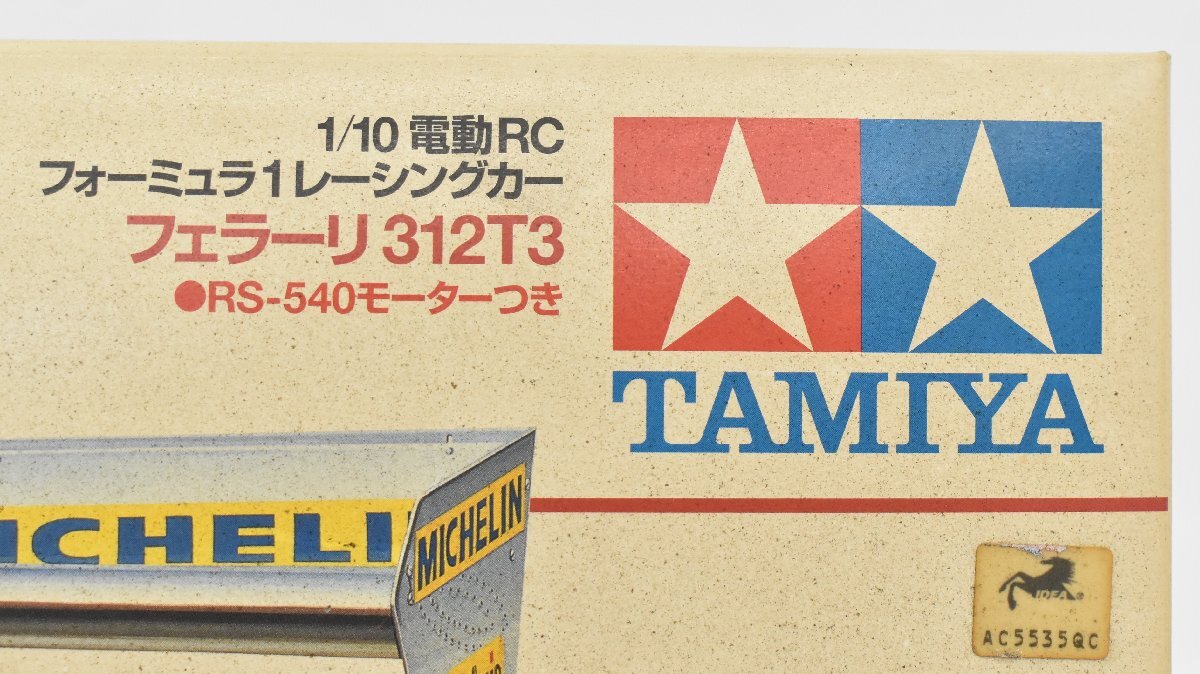 1/10 電動RC
フォーミュラ1レーシングカー
フェラーリ 312T3
●RS-540モーターつき
TAMIYA
ICHELI
MICHELIN
IDEA®
AC5535QC